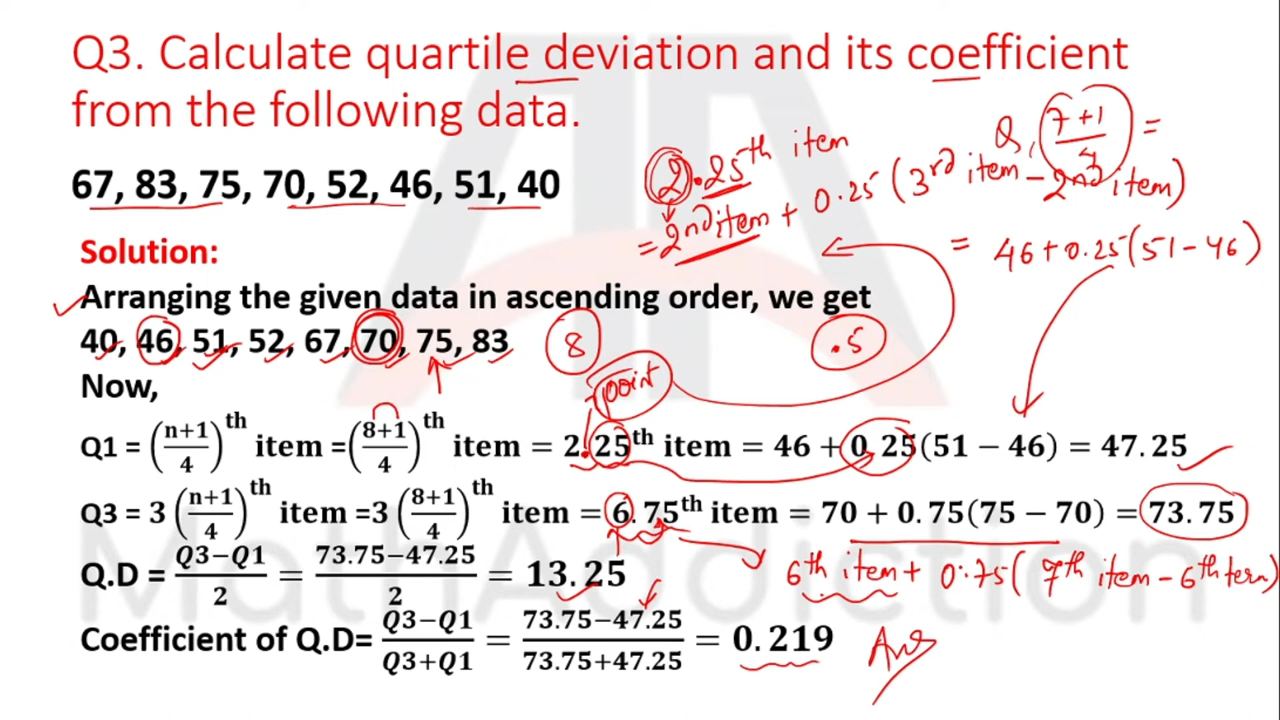 Q3. Calculate quartile deviation and its coefficient
from the following data.
67, 83, 75, 70, 52, 46, 51, 40
2.25th item
Q1 (7+1)/4 =
= 2nd item + 0.25 (3rd item − 2nd item)
= 46+0.25(51−46)
Solution:
Arranging the given data in ascending order, we get
40, 46, 51, 52, 67, 70, 75, 83
8
.5
point
Now,
Q1 = ((n+1)/4)th item =((8+1)/4)th item = 2.25th item = 46 + 0.25(51 − 46) = 47.25
Q3 = 3 ((n+1)/4)th item =3 ((8+1)/4)th item = 6.75th item = 70 + 0.75(75 − 70) = 73.75
6th item + 0.75( 7th item − 6th term)
Q.D = (Q3−Q1)/2 = (73.75−47.25)/2 = 13.25
Coefficient of Q.D= (Q3−Q1)/(Q3+Q1) = (73.75−47.25)/(73.75+47.25) = 0.219
Ans
Math Addiction